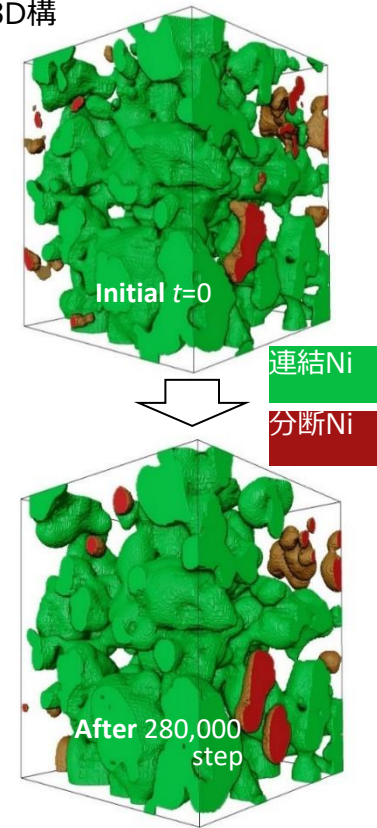 3D構
Initial t=0
連結Ni
分断Ni
After 280,000
step